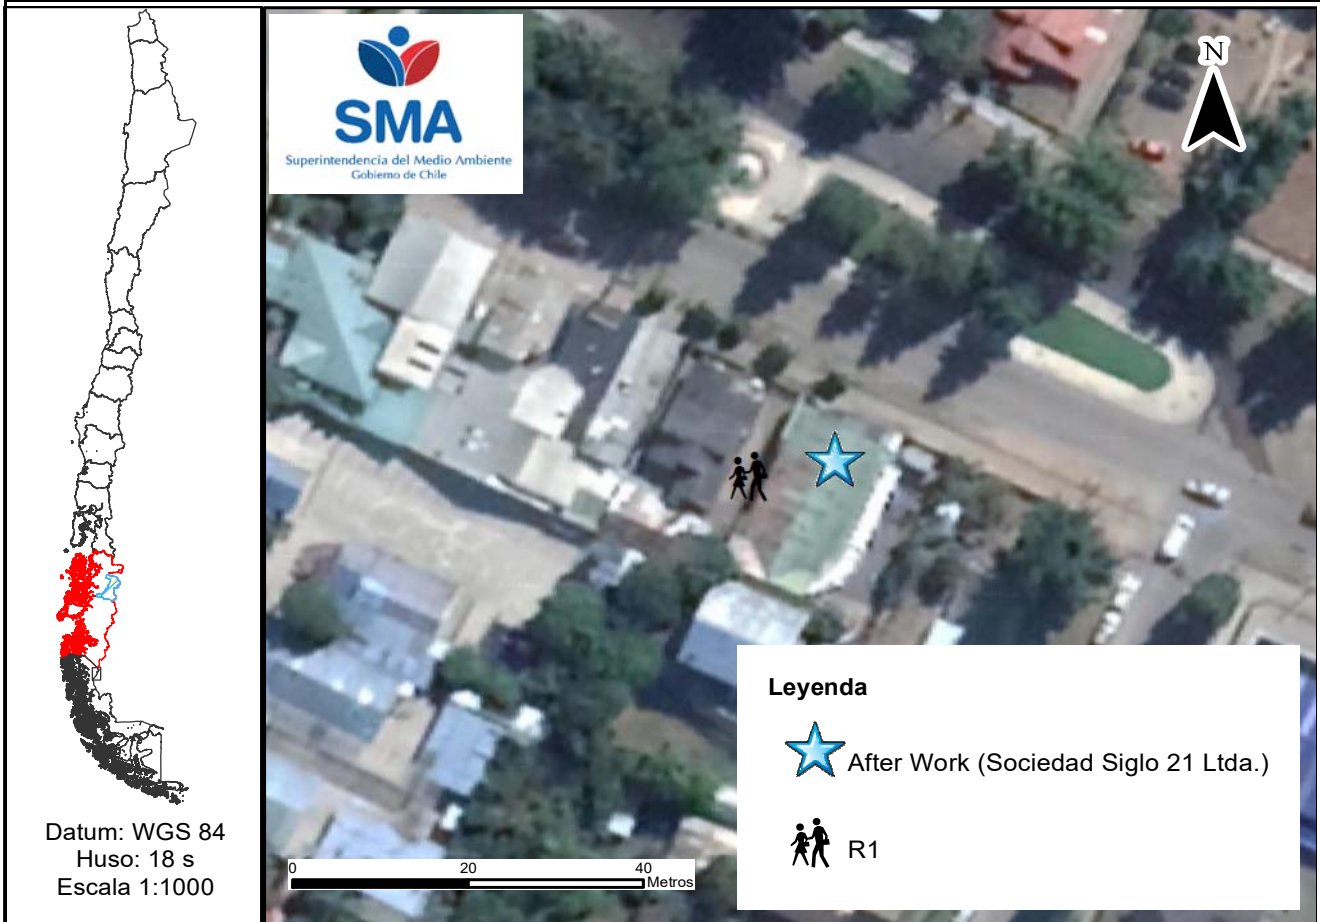 SMA
Superintendencia del Medio Ambiente
Gobierno de Chile
N
Datum: WGS 84
Huso: 18 s
Escala 1:1000
0 20 40
Metros
Leyenda
After Work (Sociedad Siglo 21 Ltda.)
R1